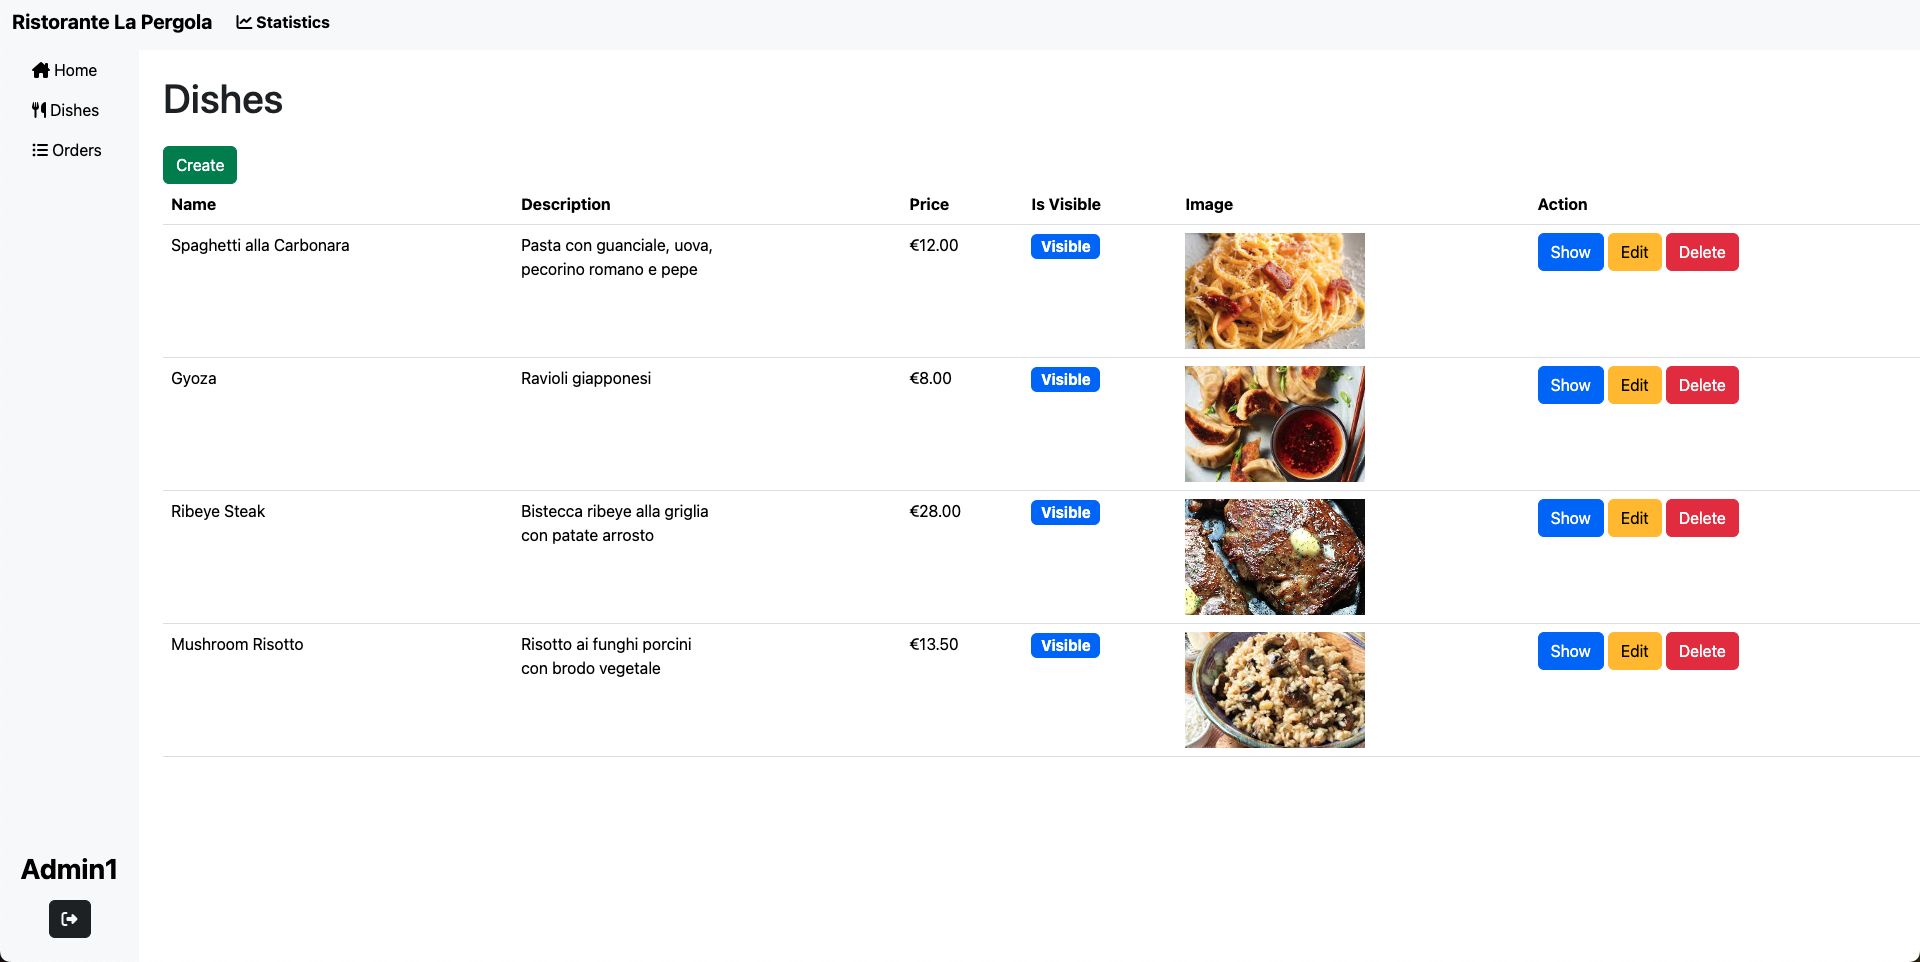 Ristorante La Pergola Statistics
Home
Dishes
Orders
Dishes
Create
Name Description Price Is Visible Image Action
Spaghetti alla Carbonara Pasta con guanciale, uova, €12.00 Visible Show Edit Delete
pecorino romano e pepe
Gyoza Ravioli giapponesi €8.00 Visible Show Edit Delete
Ribeye Steak Bistecca ribeye alla griglia €28.00 Visible Show Edit Delete
con patate arrosto
Mushroom Risotto Risotto ai funghi porcini €13.50 Visible Show Edit Delete
con brodo vegetale
Admin1